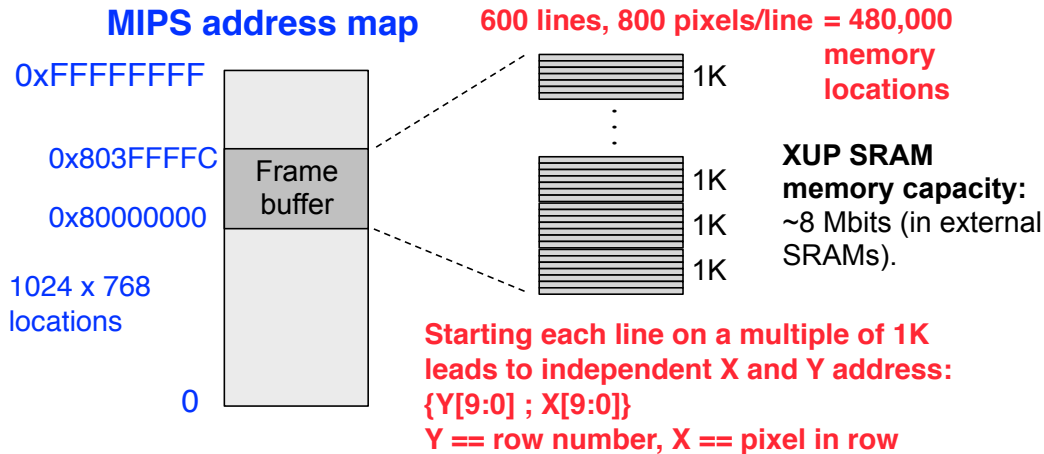 MIPS address map
600 lines, 800 pixels/line = 480,000
memory
locations
0xFFFFFFFF
1K
0x803FFFFC
Frame
buffer
0x80000000
1K
1K
1K
XUP SRAM
memory capacity:
~8 Mbits (in external
SRAMs).
1024 x 768
locations
0
Starting each line on a multiple of 1K
leads to independent X and Y address:
{Y[9:0] ; X[9:0]}
Y == row number, X == pixel in row